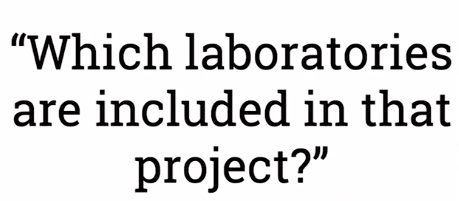 “Which laboratories
are included in that
project?”